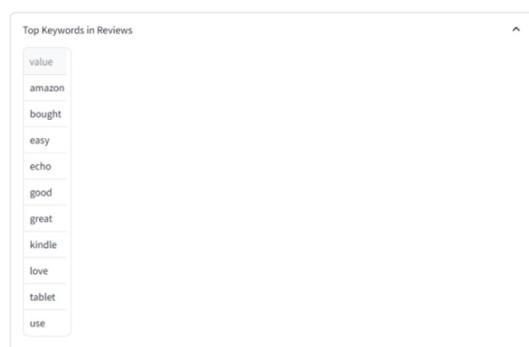 Top Keywords in Reviews
value
amazon
bought
easy
echo
good
great
kindle
love
tablet
use